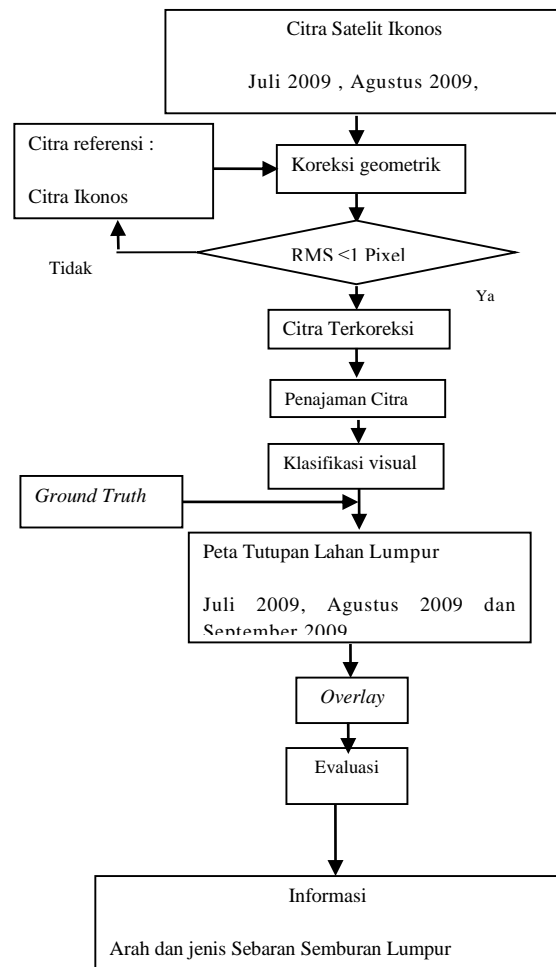 Citra Satelit Ikonos
Juli 2009 , Agustus 2009,
Citra referensi :
Citra Ikonos
Koreksi geometrik
RMS <1 Pixel
Tidak
Ya
Citra Terkoreksi
Penajaman Citra
Klasifikasi visual
Ground Truth
Peta Tutupan Lahan Lumpur
Juli 2009, Agustus 2009 dan
September 2009
Overlay
Evaluasi
Informasi
Arah dan jenis Sebaran Semburan Lumpur